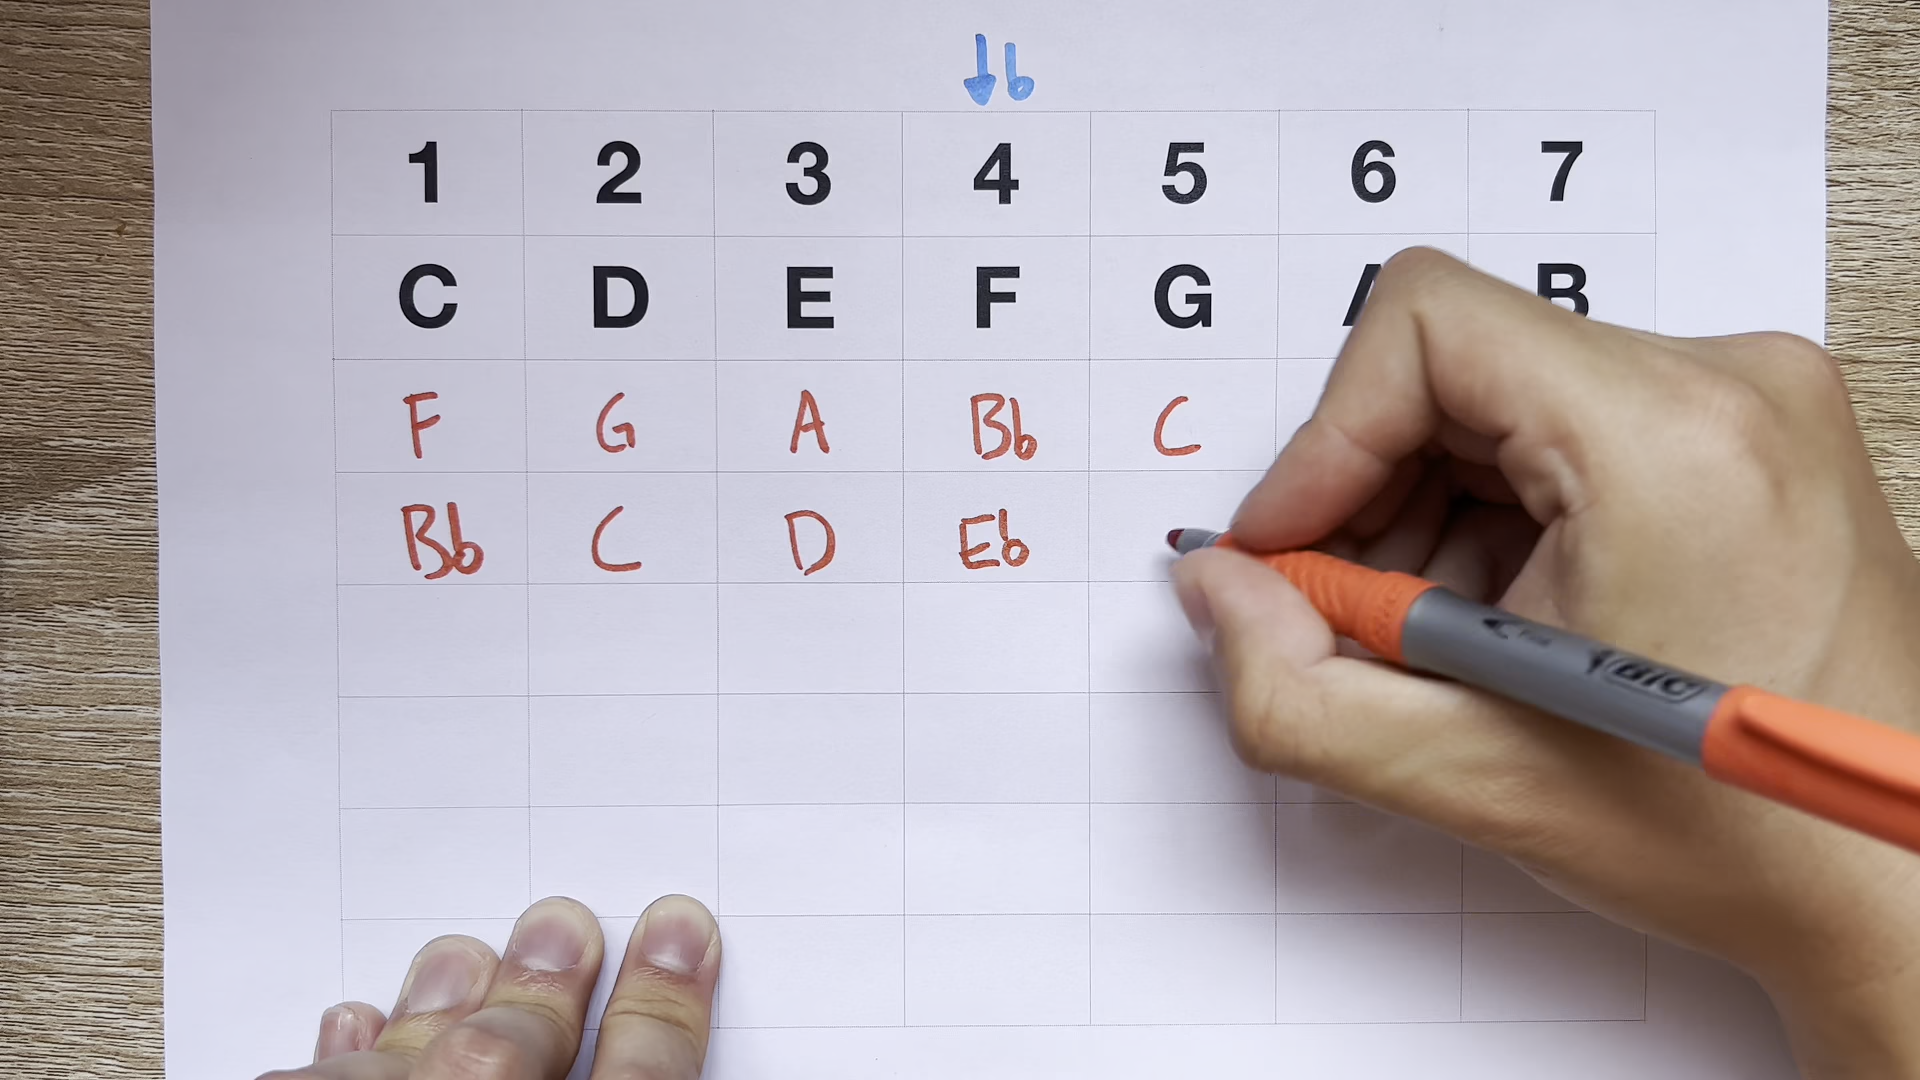 ↓b
1 2 3 4 5 6 7
C D E F G A B
F G A Bb C
Bb C D Eb
BIC